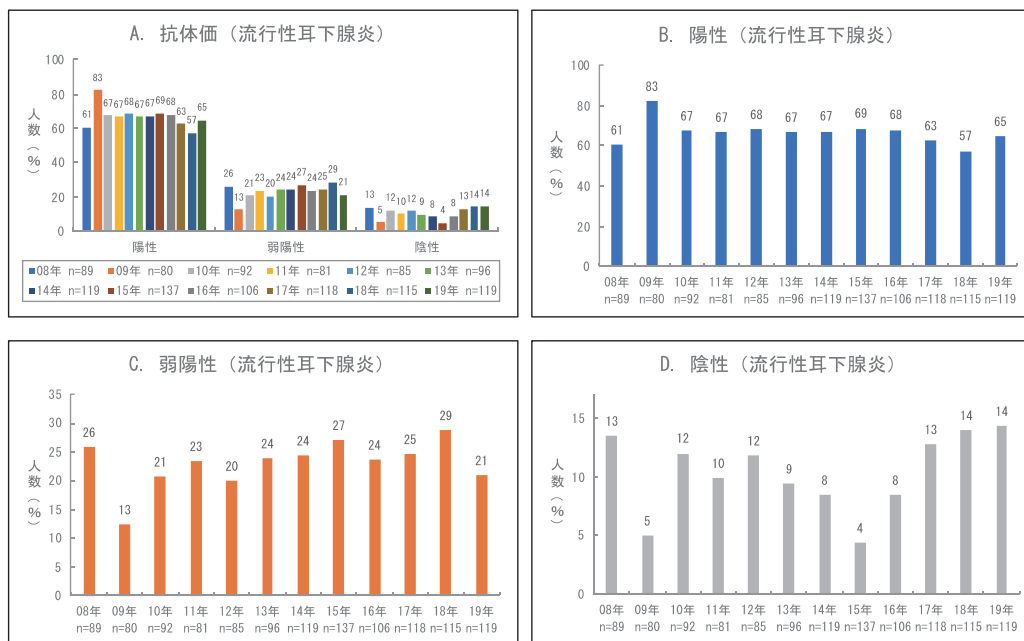 A. 抗体価（流行性耳下腺炎）
人数（%）
100
80
60
40
20
0
61 83 67 67 68 67 67 69 68 63 57 65
26 13 21 23 20 24 24 27 24 25 29 21
13 5 12 10 12 9 8 4 8 13 14 14
陽性 弱陽性 陰性
08年 n=89 09年 n=80 10年 n=92 11年 n=81 12年 n=85 13年 n=96
14年 n=119 15年 n=137 16年 n=106 17年 n=118 18年 n=115 19年 n=119
B. 陽性（流行性耳下腺炎）
人数（%）
100
80
60
40
20
0
61 83 67 67 68 67 67 69 68 63 57 65
08年 09年 10年 11年 12年 13年 14年 15年 16年 17年 18年 19年
n=89 n=80 n=92 n=81 n=85 n=96 n=119 n=137 n=106 n=118 n=115 n=119
C. 弱陽性（流行性耳下腺炎）
人数（%）
35
30
25
20
15
10
5
0
26 13 21 23 20 24 24 27 24 25 29 21
08年 09年 10年 11年 12年 13年 14年 15年 16年 17年 18年 19年
n=89 n=80 n=92 n=81 n=85 n=96 n=119 n=137 n=106 n=118 n=115 n=119
D. 陰性（流行性耳下腺炎）
人数（%）
15
10
5
0
13 5 12 10 12 9 8 4 8 13 14 14
08年 09年 10年 11年 12年 13年 14年 15年 16年 17年 18年 19年
n=89 n=80 n=92 n=81 n=85 n=96 n=119 n=137 n=106 n=118 n=115 n=119